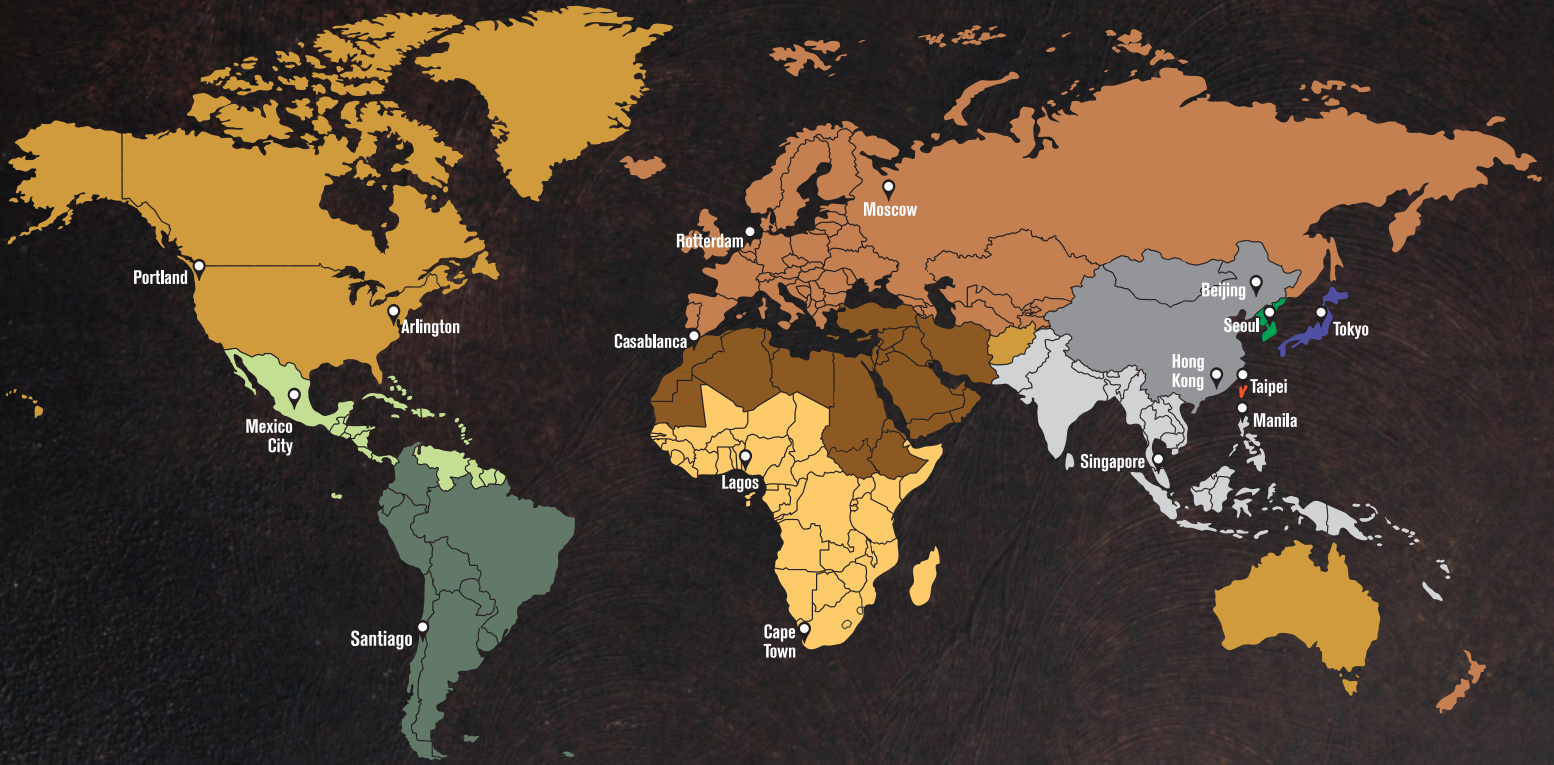 Moscow
Rotterdam
Portland
Beijing
Arlington
Seoul
Tokyo
Casablanca
Hong
Kong
Taipei
Mexico
City
Manila
Singapore
Lagos
Santiago
Cape
Town